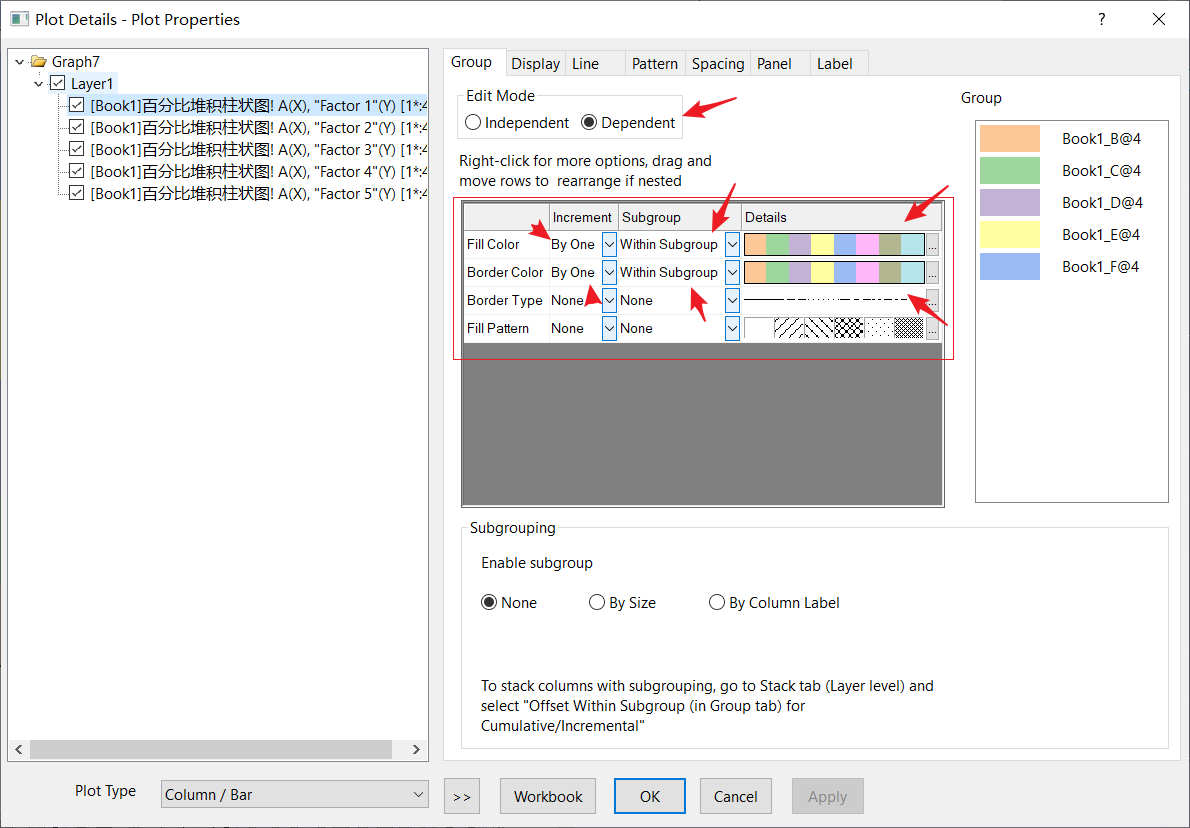 Plot Details - Plot Properties
?
Graph7
Layer1
[Book1]百分比堆积柱状图! A(X), "Factor 1"(Y) [1*:4
[Book1]百分比堆积柱状图! A(X), "Factor 2"(Y) [1*:4
[Book1]百分比堆积柱状图! A(X), "Factor 3"(Y) [1*:4
[Book1]百分比堆积柱状图! A(X), "Factor 4"(Y) [1*:4
[Book1]百分比堆积柱状图! A(X), "Factor 5"(Y) [1*:4
Group Display Line Pattern Spacing Panel Label
Edit Mode
Independent Dependent
Right-click for more options, drag and
move rows to rearrange if nested
Increment Subgroup Details
Fill Color By One Within Subgroup ...
Border Color By One Within Subgroup ...
Border Type None None ...
Fill Pattern None None ...
Group
Book1_B@4
Book1_C@4
Book1_D@4
Book1_E@4
Book1_F@4
Subgrouping
Enable subgroup
None By Size By Column Label
To stack columns with subgrouping, go to Stack tab (Layer level) and
select "Offset Within Subgroup (in Group tab) for
Cumulative/Incremental"
Plot Type Column / Bar >> Workbook OK Cancel Apply